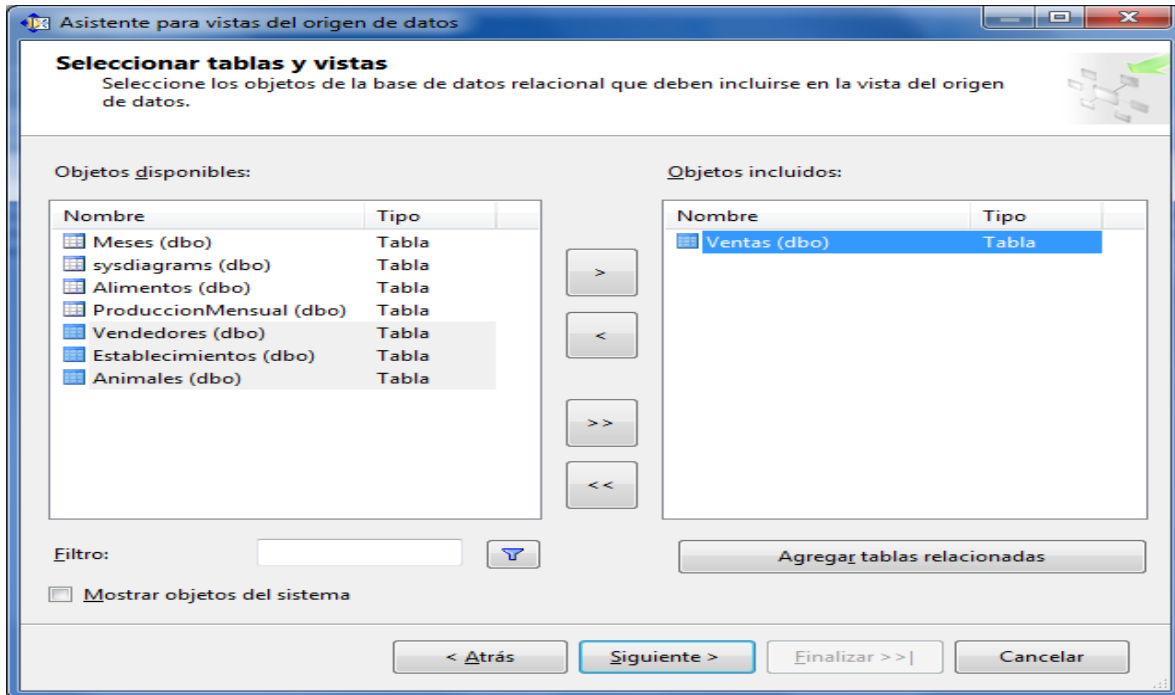 Asistente para vistas del origen de datos
Seleccionar tablas y vistas
Seleccione los objetos de la base de datos relacional que deben incluirse en la vista del origen
de datos.
Objetos disponibles:
Nombre Tipo
Meses (dbo) Tabla
sysdiagrams (dbo) Tabla
Alimentos (dbo) Tabla
ProduccionMensual (dbo) Tabla
Vendedores (dbo) Tabla
Establecimientos (dbo) Tabla
Animales (dbo) Tabla
>
<
>>
<<
Objetos incluidos:
Nombre Tipo
Ventas (dbo) Tabla
Filtro:
Agregar tablas relacionadas
Mostrar objetos del sistema
< Atrás Siguiente > Finalizar >>| Cancelar